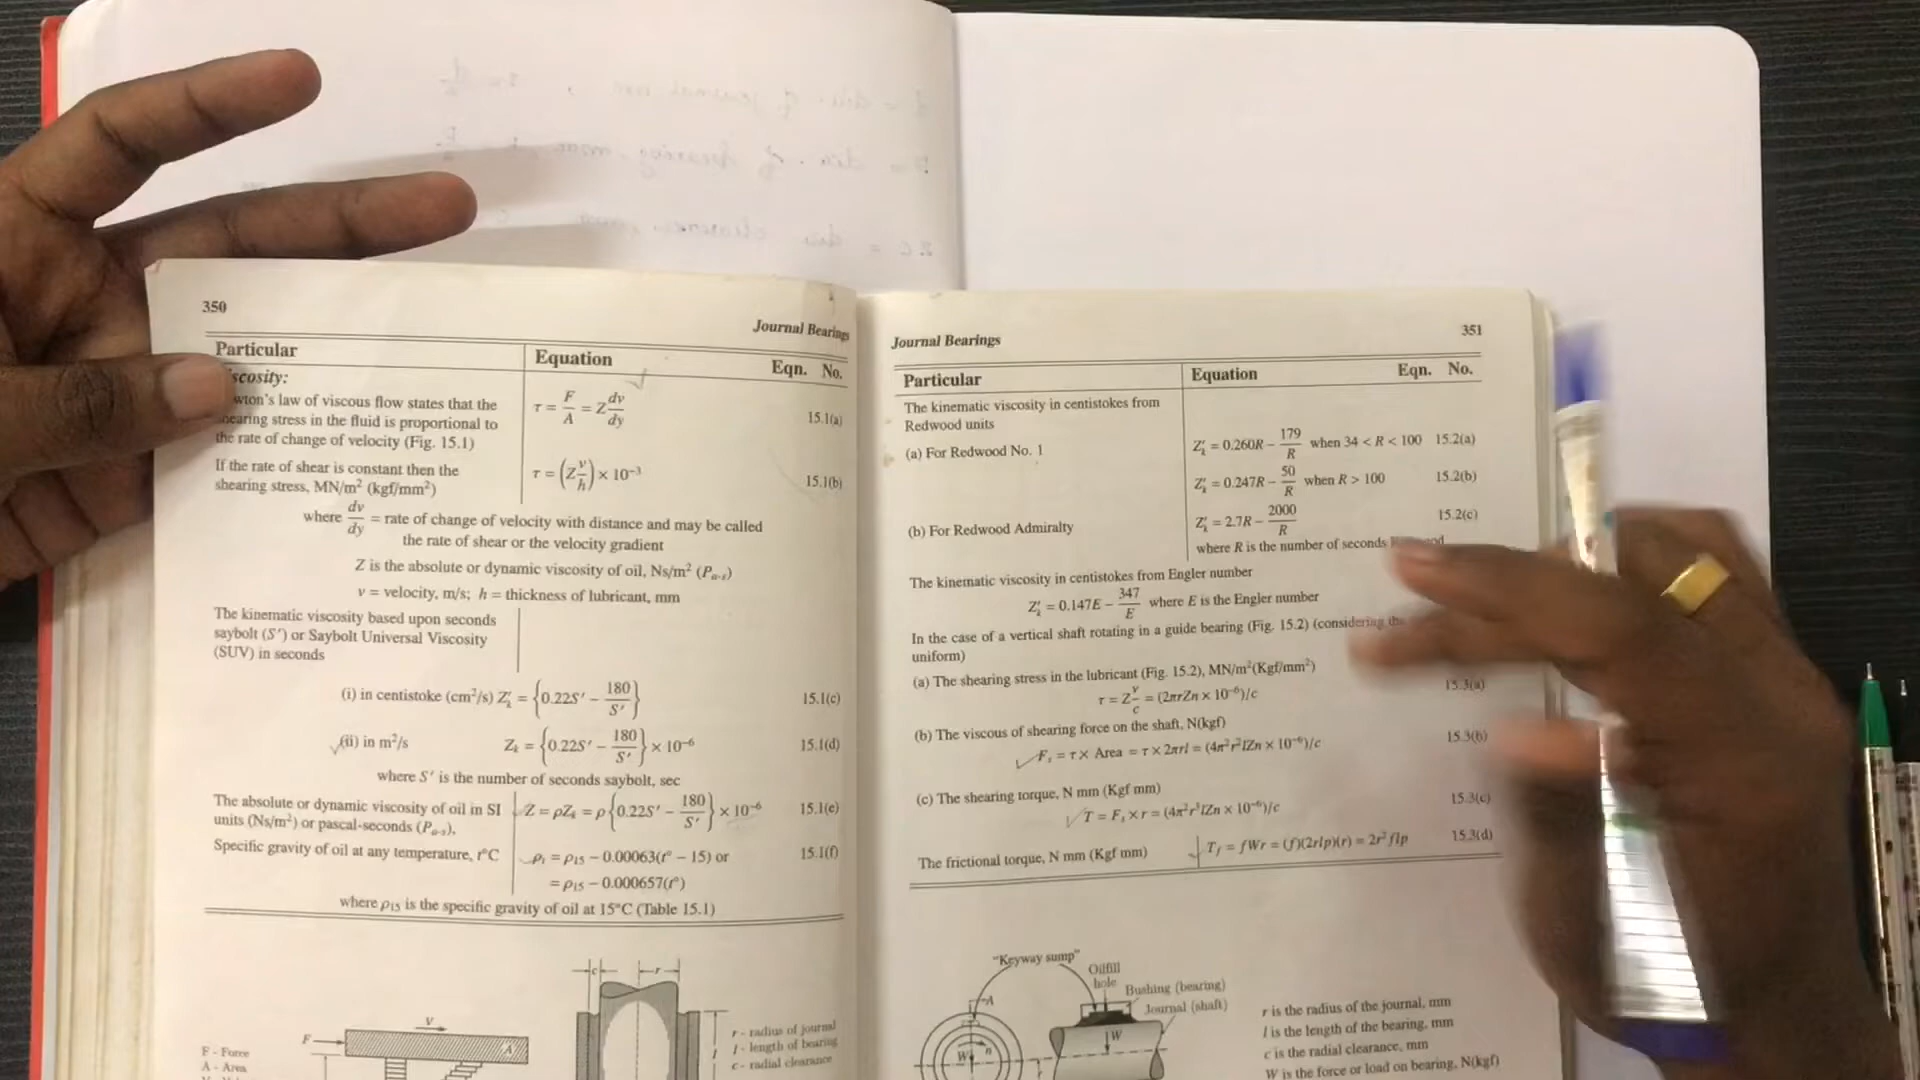 350
Journal Bearings
Particular
Equation
Eqn. No.
scosity:
wton's law of viscous flow states that the
shearing stress in the fluid is proportional to
the rate of change of velocity (Fig. 15.1)
τ = F/A = Z dv/dy
15.1(a)
If the rate of shear is constant then the
shearing stress, MN/m² (kgf/mm²)
τ = (Z v/h) × 10⁻³
15.1(b)
where dv/dy = rate of change of velocity with distance and may be called
the rate of shear or the velocity gradient
Z is the absolute or dynamic viscosity of oil, Ns/m² (Pa-s)
v = velocity, m/s; h = thickness of lubricant, mm
The kinematic viscosity based upon seconds
saybolt (S′) or Saybolt Universal Viscosity
(SUV) in seconds
(i) in centistoke (cm²/s) Z′k = {0.22S′ − 180/S′}
15.1(c)
(ii) in m²/s
Zk = {0.22S′ − 180/S′} × 10⁻⁶
15.1(d)
where S′ is the number of seconds saybolt, sec
The absolute or dynamic viscosity of oil in SI
units (Ns/m²) or pascal-seconds (Pa-s),
Z = ρZk = ρ{0.22S′ − 180/S′} × 10⁻⁶
15.1(e)
Specific gravity of oil at any temperature, t°C
ρt = ρ15 − 0.00063(t° − 15) or
= ρ15 − 0.000657(t°)
15.1(f)
where ρ15 is the specific gravity of oil at 15°C (Table 15.1)
c
r
V
F
A
F - Force
A - Area
r - radius of journal
l - length of bearing
c - radial clearance
l
351
Journal Bearings
Particular
Equation
Eqn. No.
The kinematic viscosity in centistokes from
Redwood units
(a) For Redwood No. 1
Z′k = 0.260R − 179/R when 34 < R < 100
15.2(a)
Z′k = 0.247R − 50/R when R > 100
15.2(b)
(b) For Redwood Admiralty
Z′k = 2.7R − 2000/R
15.2(c)
where R is the number of seconds
The kinematic viscosity in centistokes from Engler number
Z′k = 0.147E − 347/E where E is the Engler number
In the case of a vertical shaft rotating in a guide bearing (Fig. 15.2) (considering the
uniform)
(a) The shearing stress in the lubricant (Fig. 15.2), MN/m²(Kgf/mm²)
τ = Z v/c = (2πrZn × 10⁻⁶)/c
15.3(a)
(b) The viscous of shearing force on the shaft, N(kgf)
Fs = τ × Area = τ × 2πrl = (4π²r²lZn × 10⁻⁶)/c
15.3(b)
(c) The shearing torque, N mm (Kgf mm)
T = Fs × r = (4π²r³lZn × 10⁻⁶)/c
15.3(c)
The frictional torque, N mm (Kgf mm)
Tf = fWr = (f)(2rlp)(r) = 2r²flp
15.3(d)
"Keyway sump"
Oilfill
hole
Bushing (bearing)
Journal (shaft)
A
W
n
W
r is the radius of the journal, mm
l is the length of the bearing, mm
c is the radial clearance, mm
W is the force or load on bearing, N(kgf)